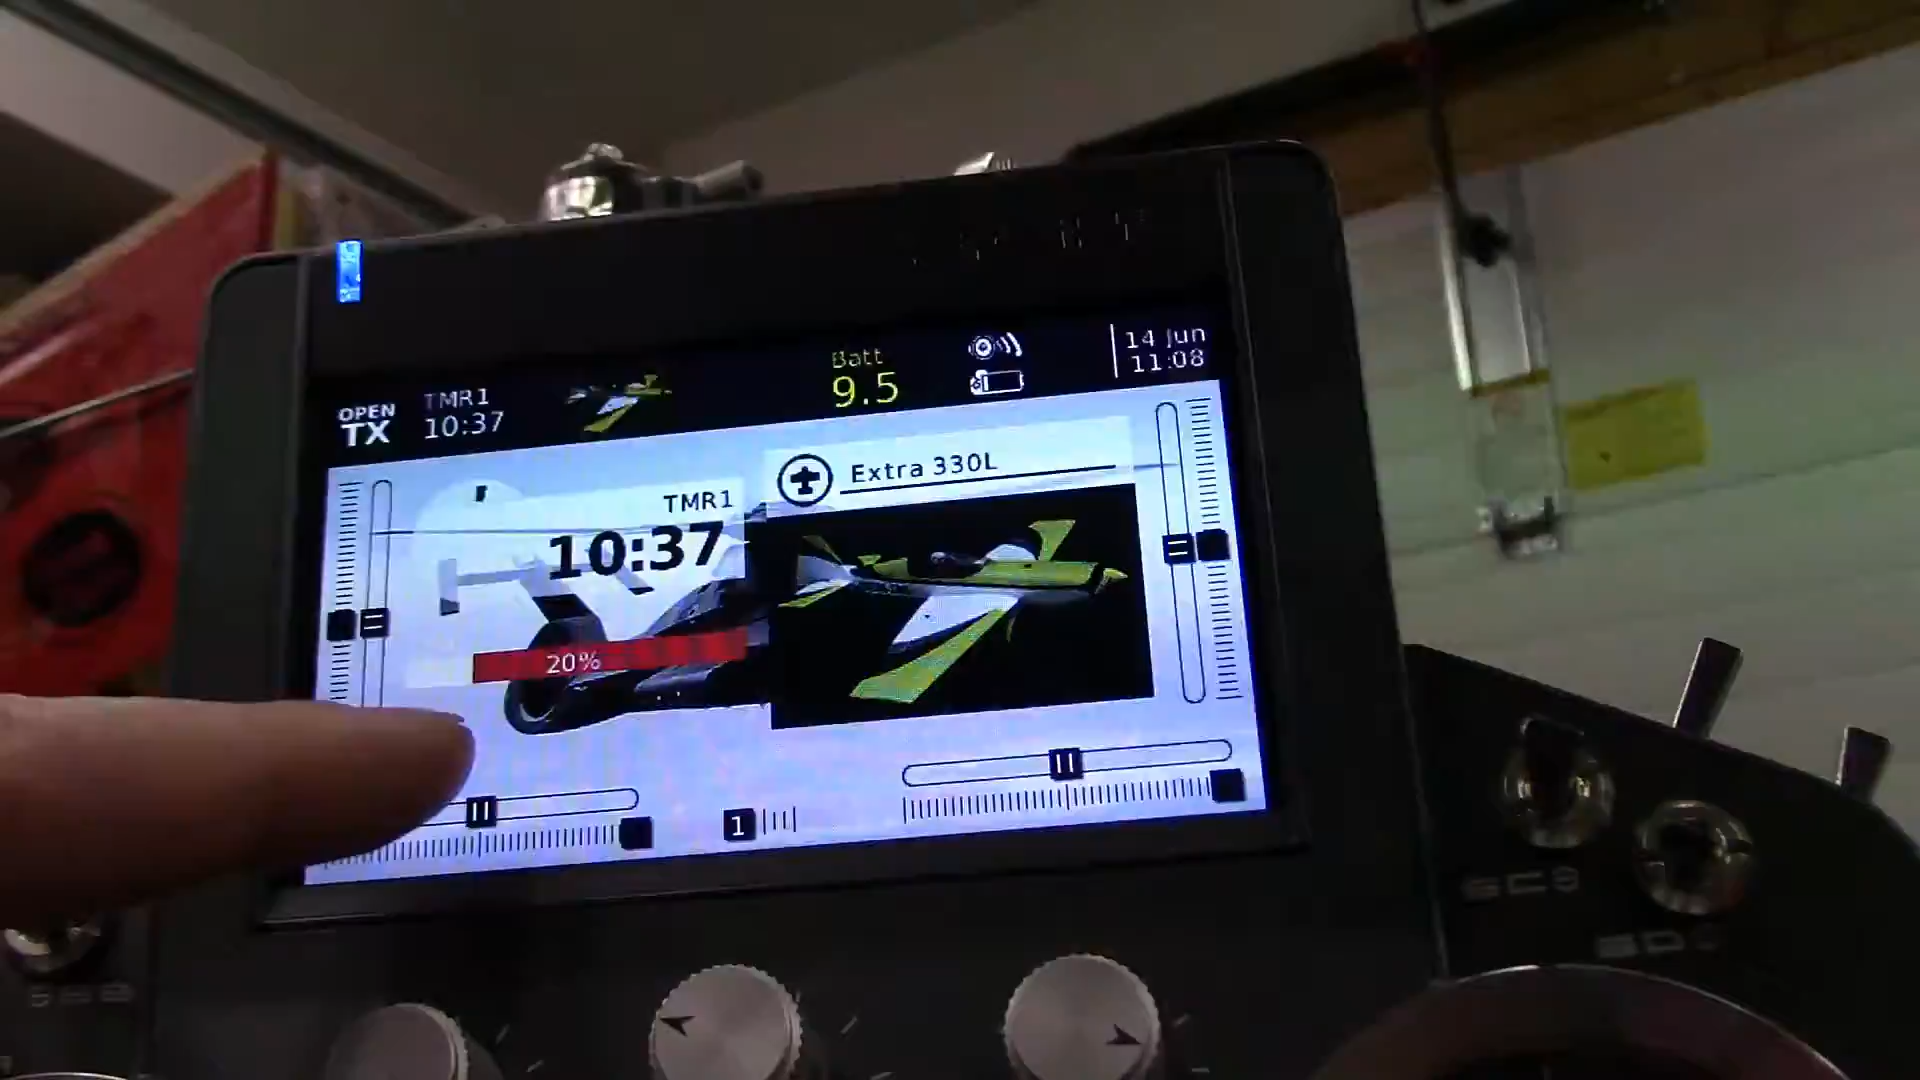 OPEN
TX
TMR1
10:37
Batt
9.5
14 Jun
11:08
TMR1
10:37
20%
Extra 330L
1